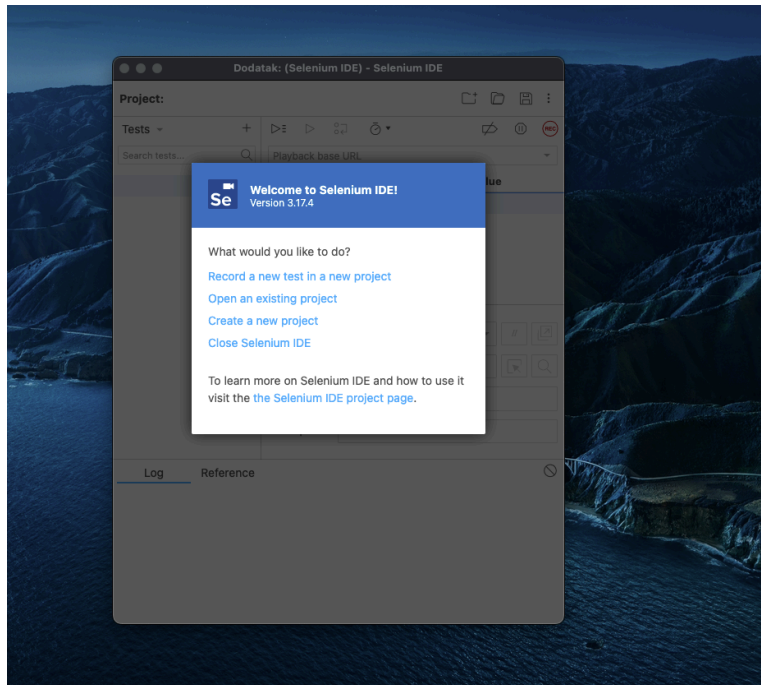 Dodatak: (Selenium IDE) - Selenium IDE
Project:
Tests
REC
Search tests...
Playback base URL
lue
Se
Welcome to Selenium IDE!
Version 3.17.4
What would you like to do?
Record a new test in a new project
Open an existing project
Create a new project
Close Selenium IDE
To learn more on Selenium IDE and how to use it
visit the the Selenium IDE project page.
Log
Reference